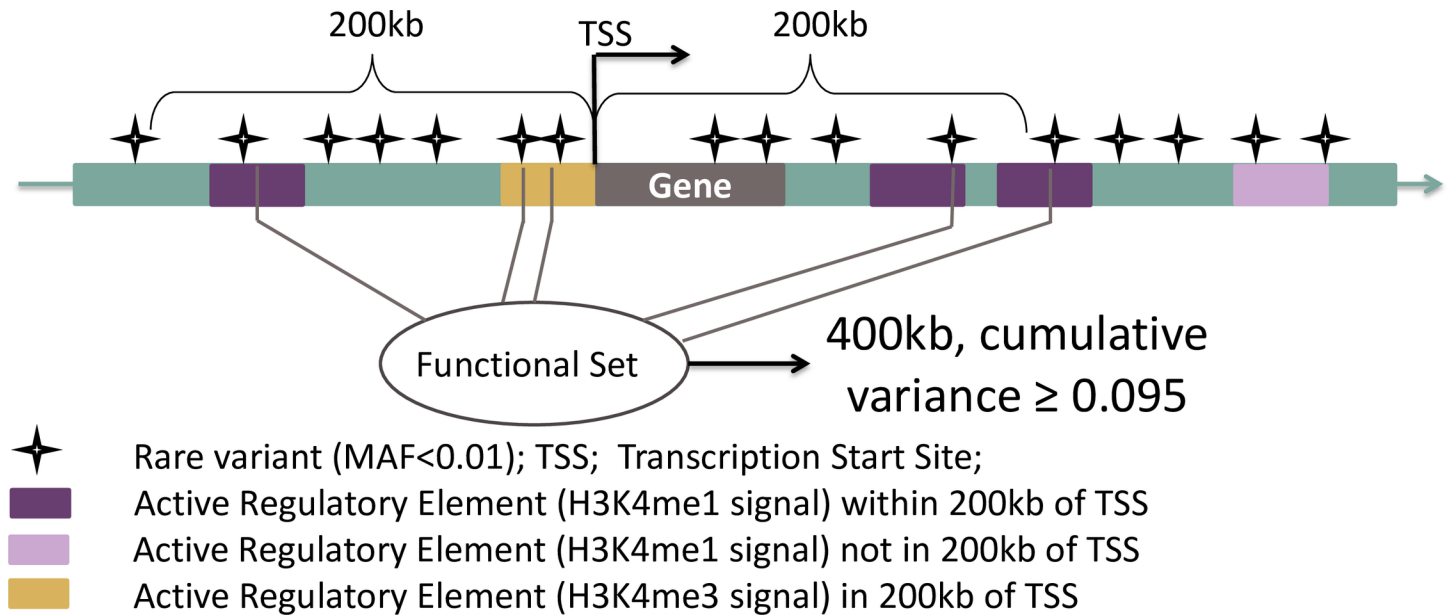 200kb
TSS
200kb
Gene
Functional Set
400kb, cumulative
variance ≥ 0.095
Rare variant (MAF<0.01); TSS; Transcription Start Site;
Active Regulatory Element (H3K4me1 signal) within 200kb of TSS
Active Regulatory Element (H3K4me1 signal) not in 200kb of TSS
Active Regulatory Element (H3K4me3 signal) in 200kb of TSS